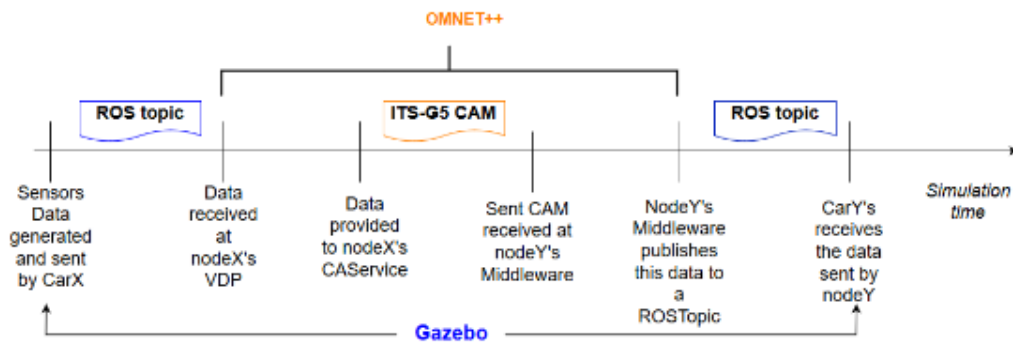 OMNET++
ROS topic
ITS-G5 CAM
ROS topic
Sensors
Data
generated
and sent
by CarX
Data
received
at
nodeX's
VDP
Data
provided
to nodeX's
CAService
Sent CAM
received at
nodeY's
Middleware
NodeY's
Middleware
publishes
this data to
a
ROSTopic
CarY's
receives
the data
sent by
nodeY
Simulation
time
Gazebo